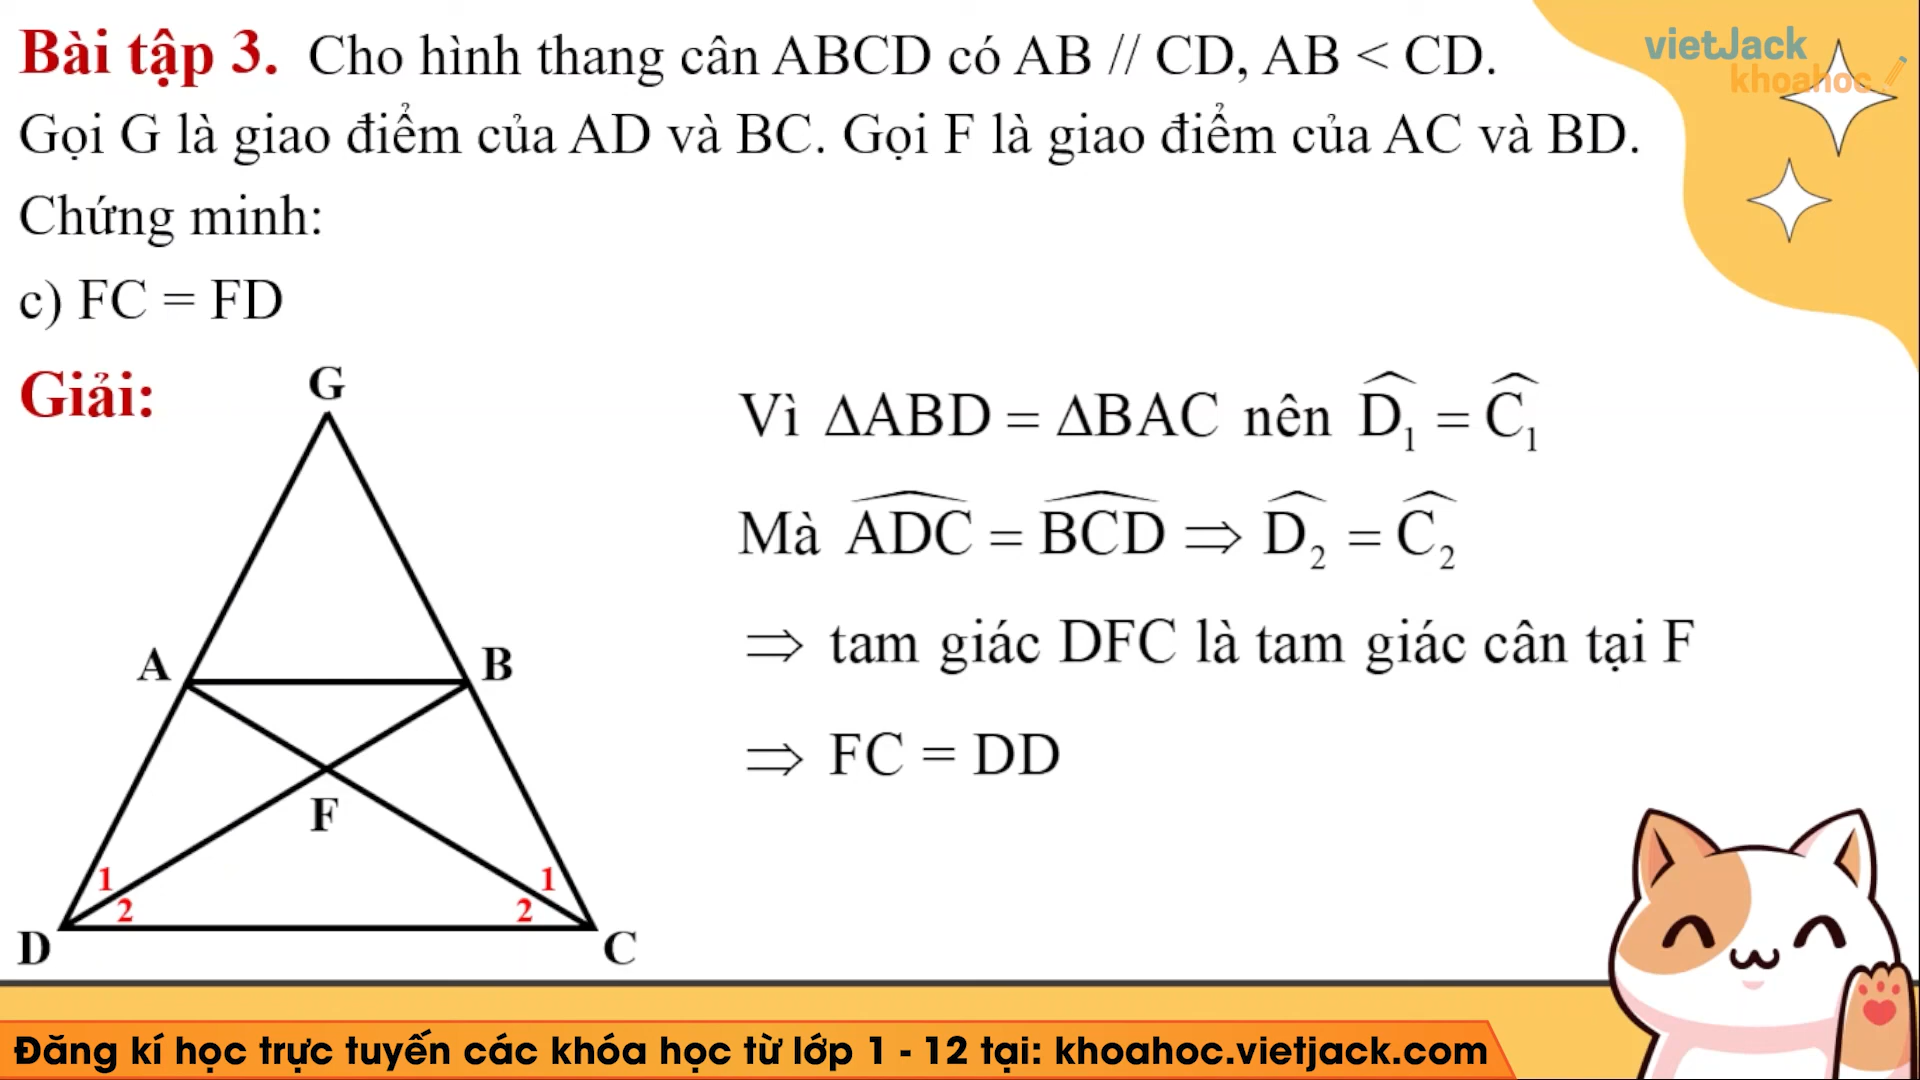 vietJack
khoahoc
Bài tập 3. Cho hình thang cân ABCD có AB // CD, AB < CD.
Gọi G là giao điểm của AD và BC. Gọi F là giao điểm của AC và BD.
Chứng minh:
c) FC = FD
Giải:
G
A
B
F
1
2
1
2
D
C
Vì ΔABD = ΔBAC nên D̂₁ = Ĉ₁
Mà \widehat{ADC} = \widehat{BCD} ⇒ D̂₂ = Ĉ₂
⇒ tam giác DFC là tam giác cân tại F
⇒ FC = DD
Đăng kí học trực tuyến các khóa học từ lớp 1 - 12 tại: khoahoc.vietjack.com